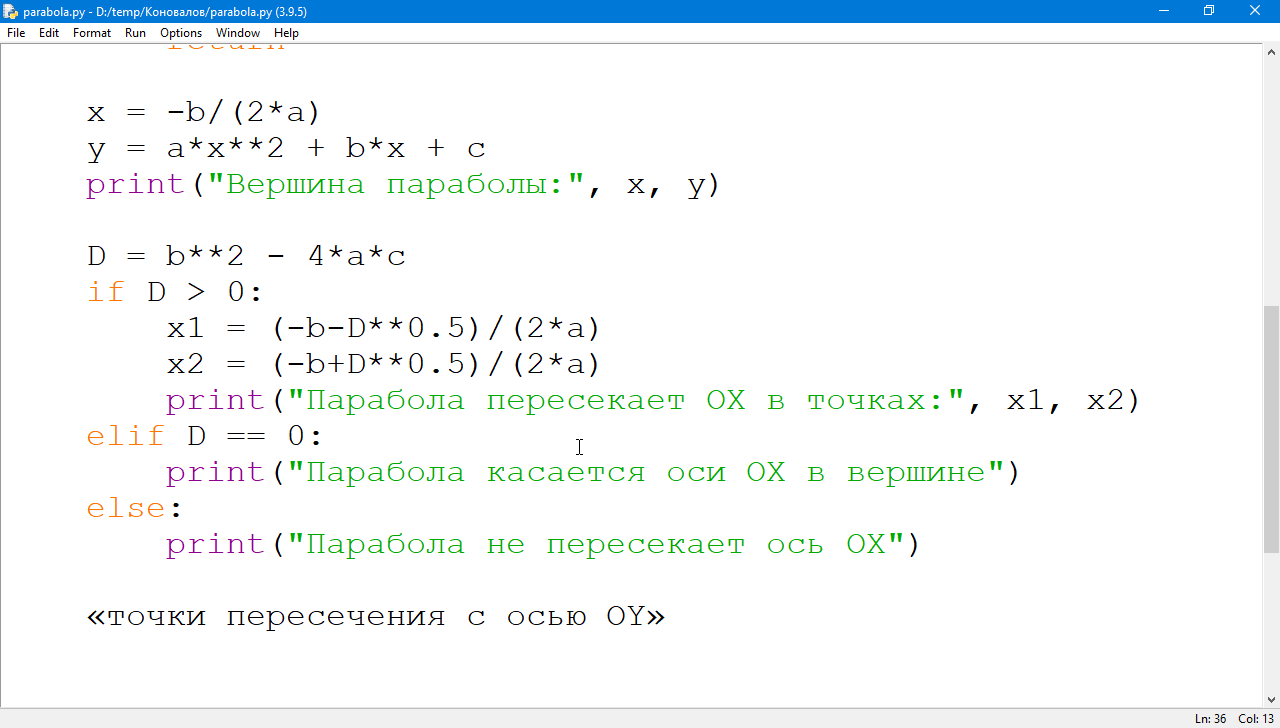 parabola.py - D:/temp/Коновалов/parabola.py (3.9.5)
File Edit Format Run Options Window Help
return
x = -b/(2*a)
y = a*x**2 + b*x + c
print("Вершина параболы:", x, y)
D = b**2 - 4*a*c
if D > 0:
x1 = (-b-D**0.5)/(2*a)
x2 = (-b+D**0.5)/(2*a)
print("Парабола пересекает OX в точках:", x1, x2)
elif D == 0:
print("Парабола касается оси OX в вершине")
else:
print("Парабола не пересекает ось OX")
«точки пересечения с осью OY»
Ln: 36 Col: 13